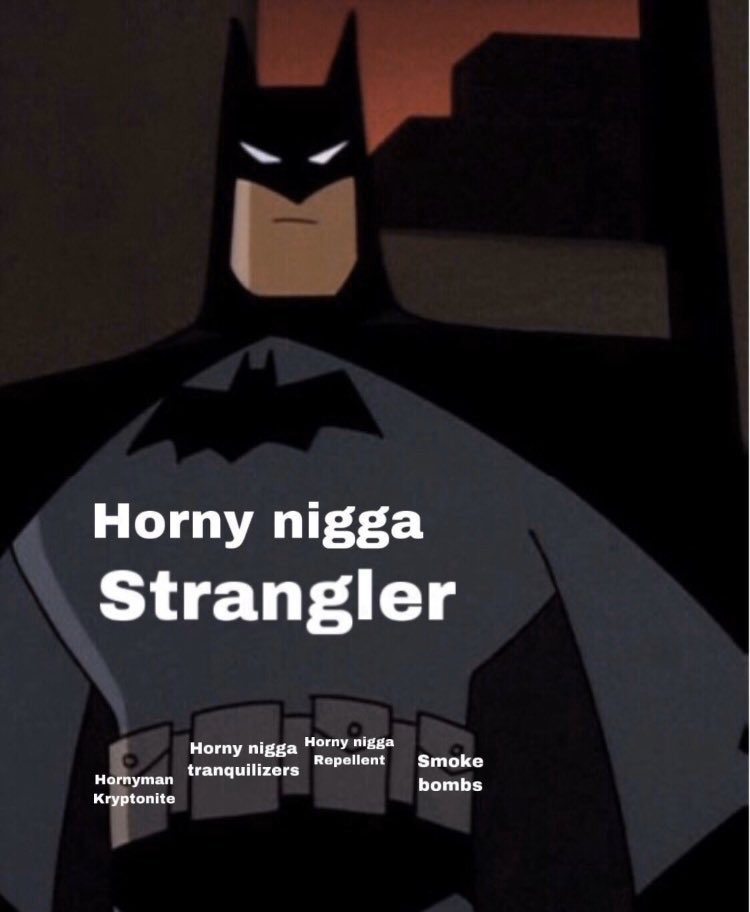 Horny nigga
Strangler
Hornyman
Kryptonite
Horny nigga
tranquilizers
Horny nigga
Repellent
Smoke
bombs